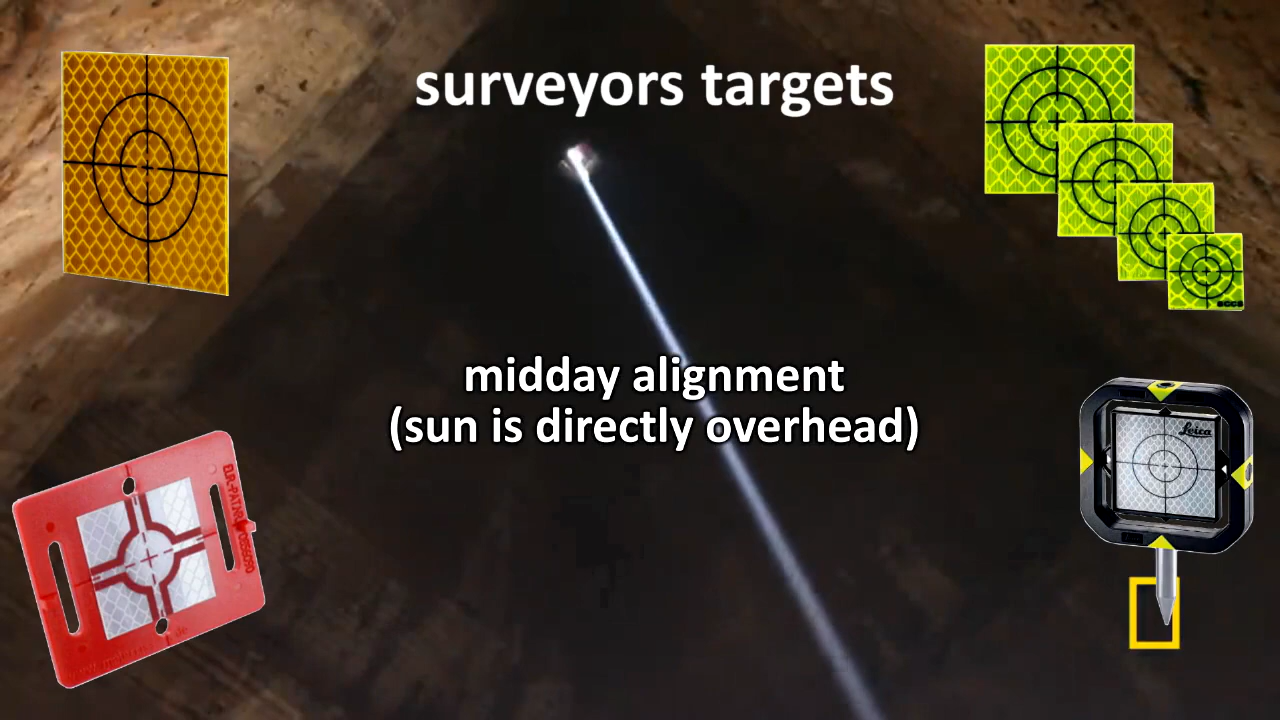 surveyors targets
midday alignment
(sun is directly overhead)
Leica